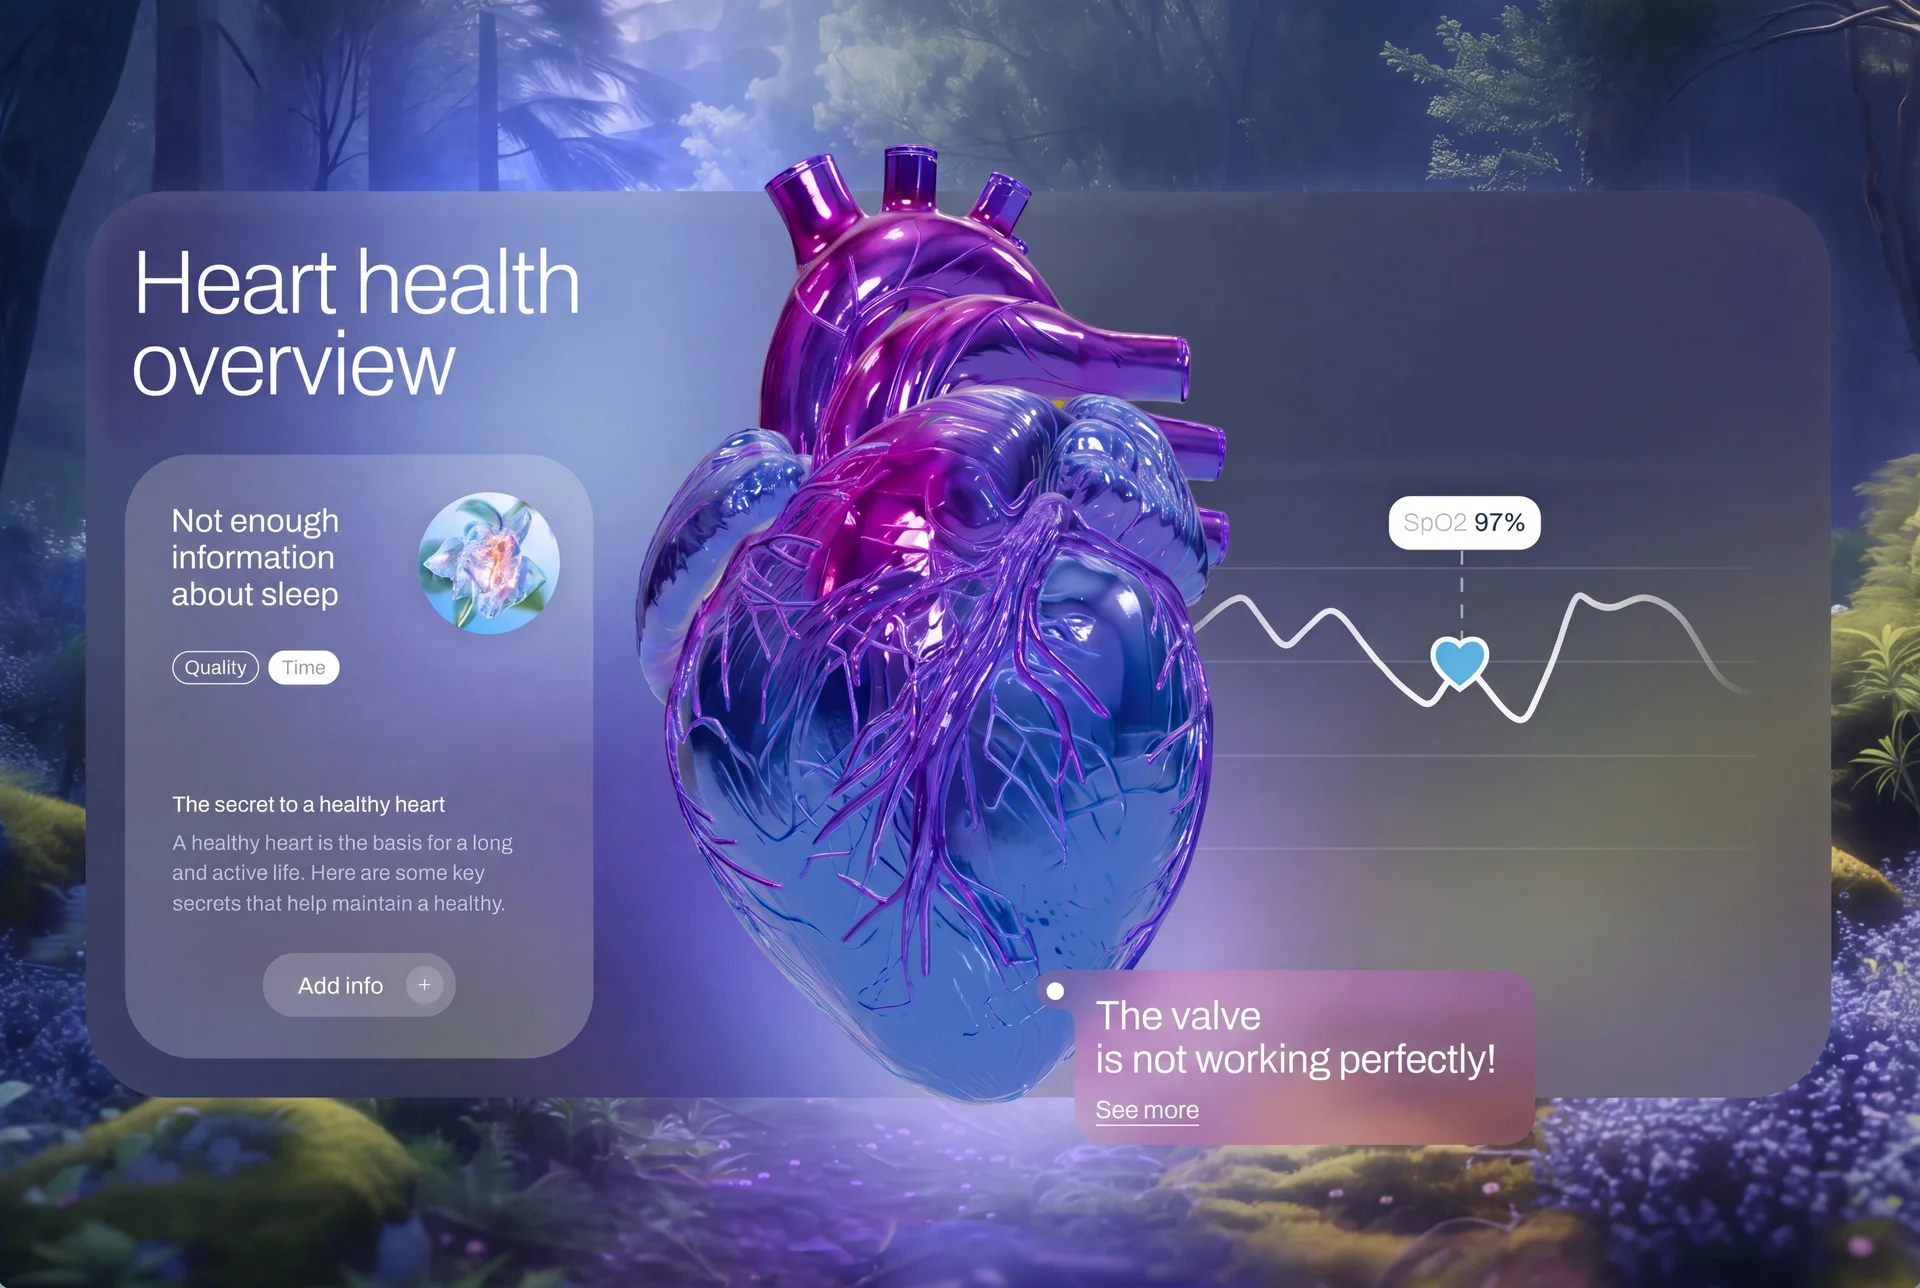 Heart health
overview
Not enough
information
about sleep
Quality
Time
The secret to a healthy heart
A healthy heart is the basis for a long
and active life. Here are some key
secrets that help maintain a healthy.
Add info +
SpO2 97%
The valve
is not working perfectly!
See more